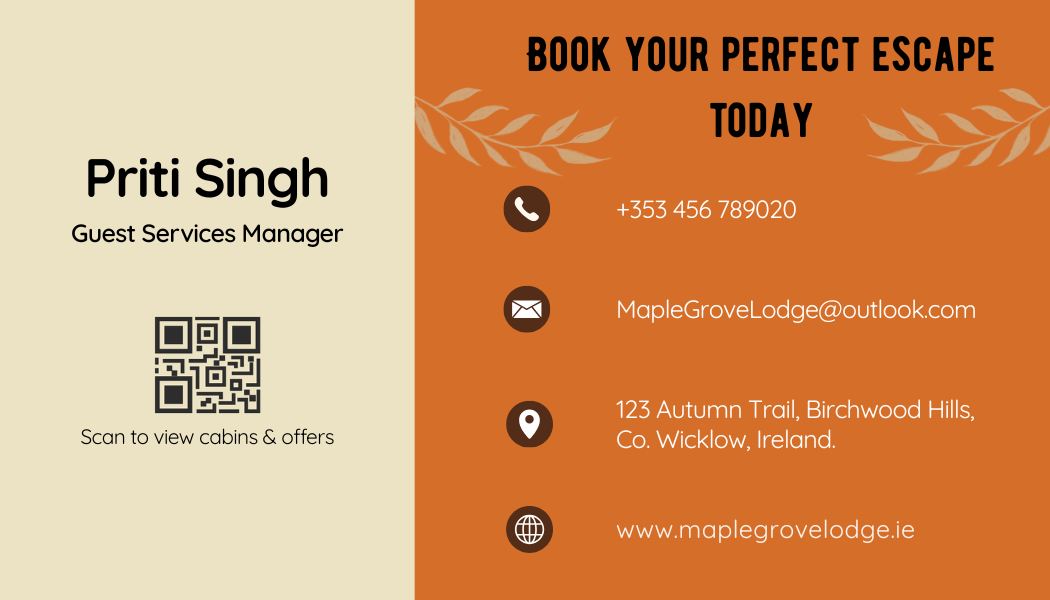 Priti Singh
Guest Services Manager
Scan to view cabins & offers
BOOK YOUR PERFECT ESCAPE
TODAY
+353 456 789020
MapleGroveLodge@outlook.com
123 Autumn Trail, Birchwood Hills,
Co. Wicklow, Ireland.
www.maplegrovelodge.ie